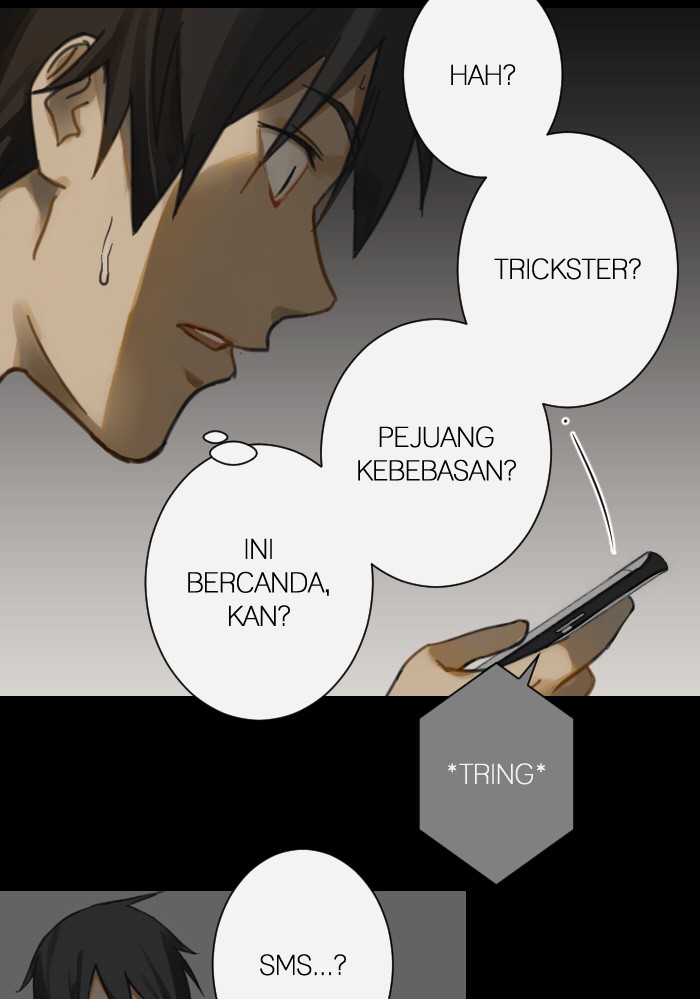 HAH?
TRICKSTER?
PEJUANG
KEBEBASAN?
INI
BERCANDA,
KAN?
*TRING*
SMS...?